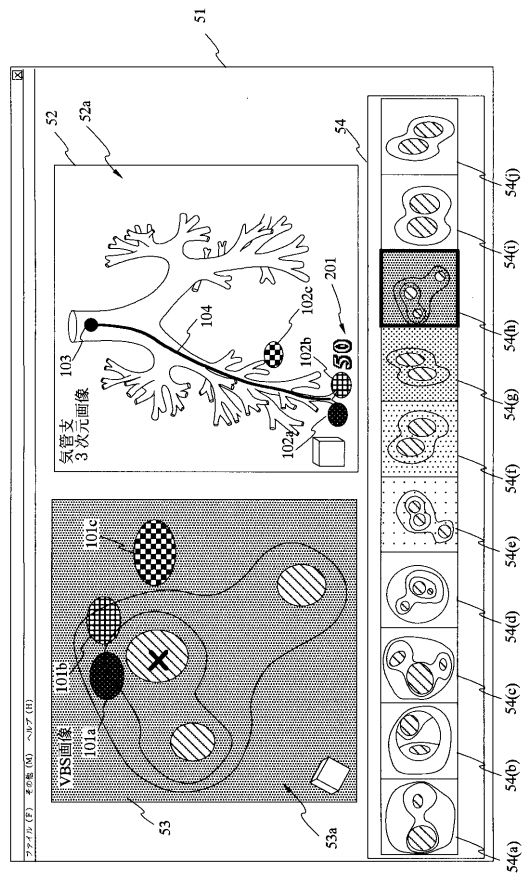 ファイル (F) その他 (M) ヘルプ (H)
51
52
52a
53
53a
54
VBS画像
101a
101b
101c
気管支
3次元画像
103
104
102a
102b
102c
50
201
54(a)
54(b)
54(c)
54(d)
54(e)
54(f)
54(g)
54(h)
54(i)
54(j)